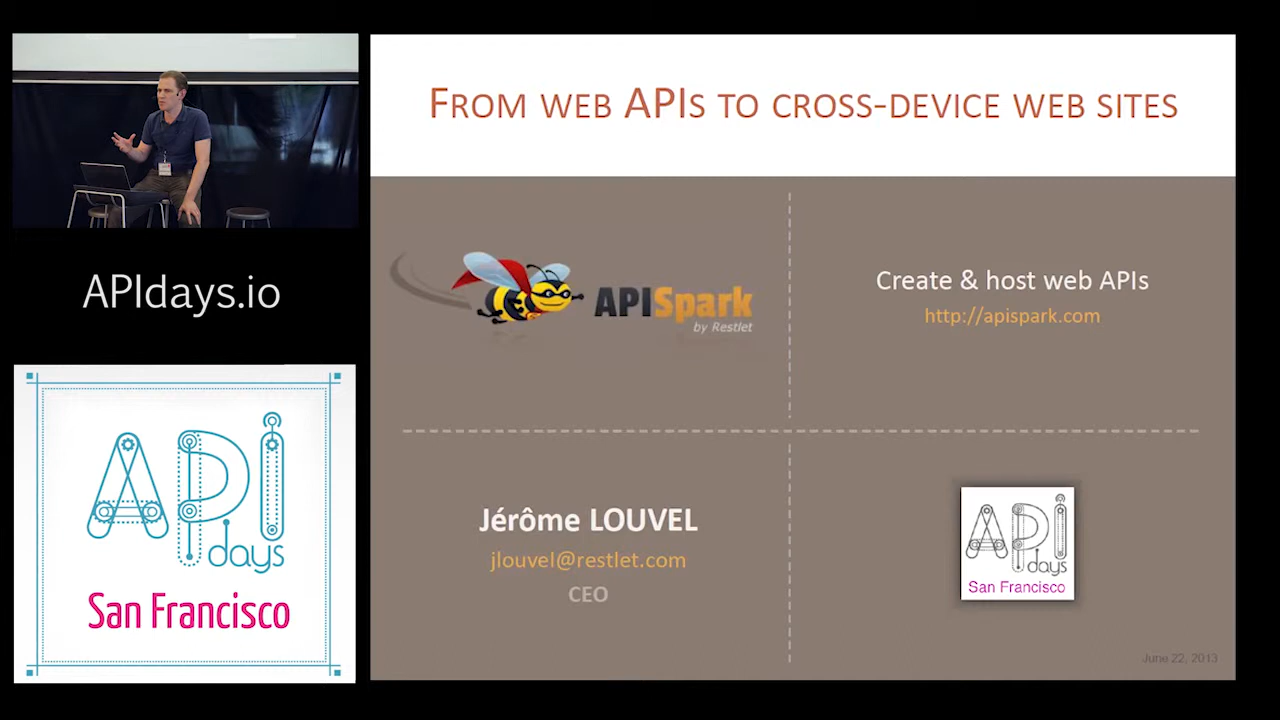 From web APIs to cross-device web sites
APISpark
by Restlet
Create & host web APIs
http://apispark.com
Jérôme LOUVEL
jlouvel@restlet.com
CEO
API
days
San Francisco
June 22, 2013
APIdays.io
API
days
San Francisco